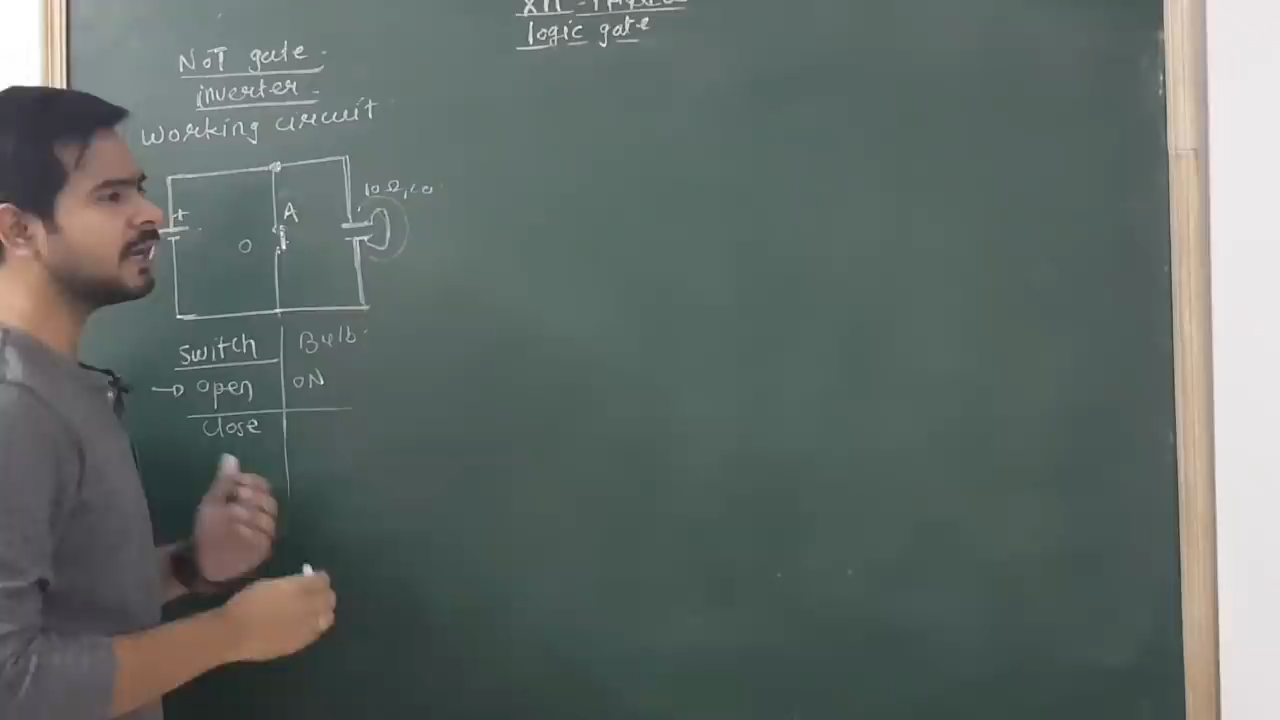 logic gate
NOT gate
inverter
working circuit
+
A
O
Switch Bulb
→ open ON
close